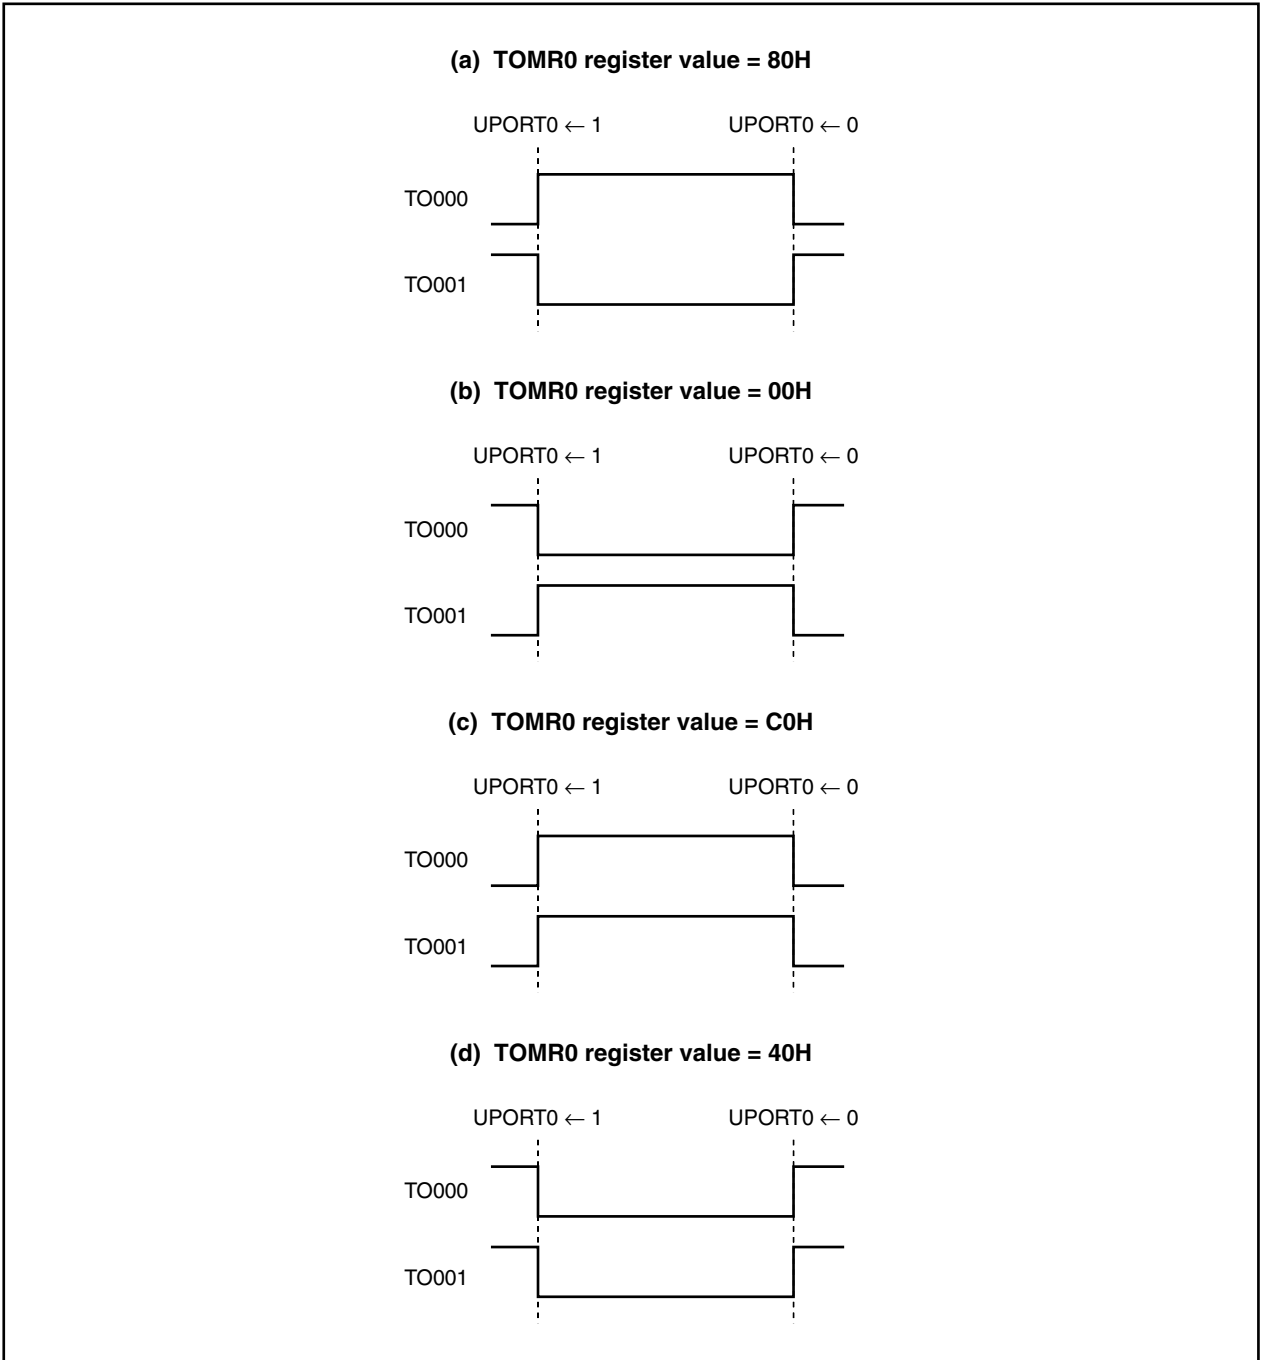 (a) TOMR0 register value = 80H
UPORT0 ← 1 UPORT0 ← 0
TO000
TO001
(b) TOMR0 register value = 00H
UPORT0 ← 1 UPORT0 ← 0
TO000
TO001
(c) TOMR0 register value = C0H
UPORT0 ← 1 UPORT0 ← 0
TO000
TO001
(d) TOMR0 register value = 40H
UPORT0 ← 1 UPORT0 ← 0
TO000
TO001